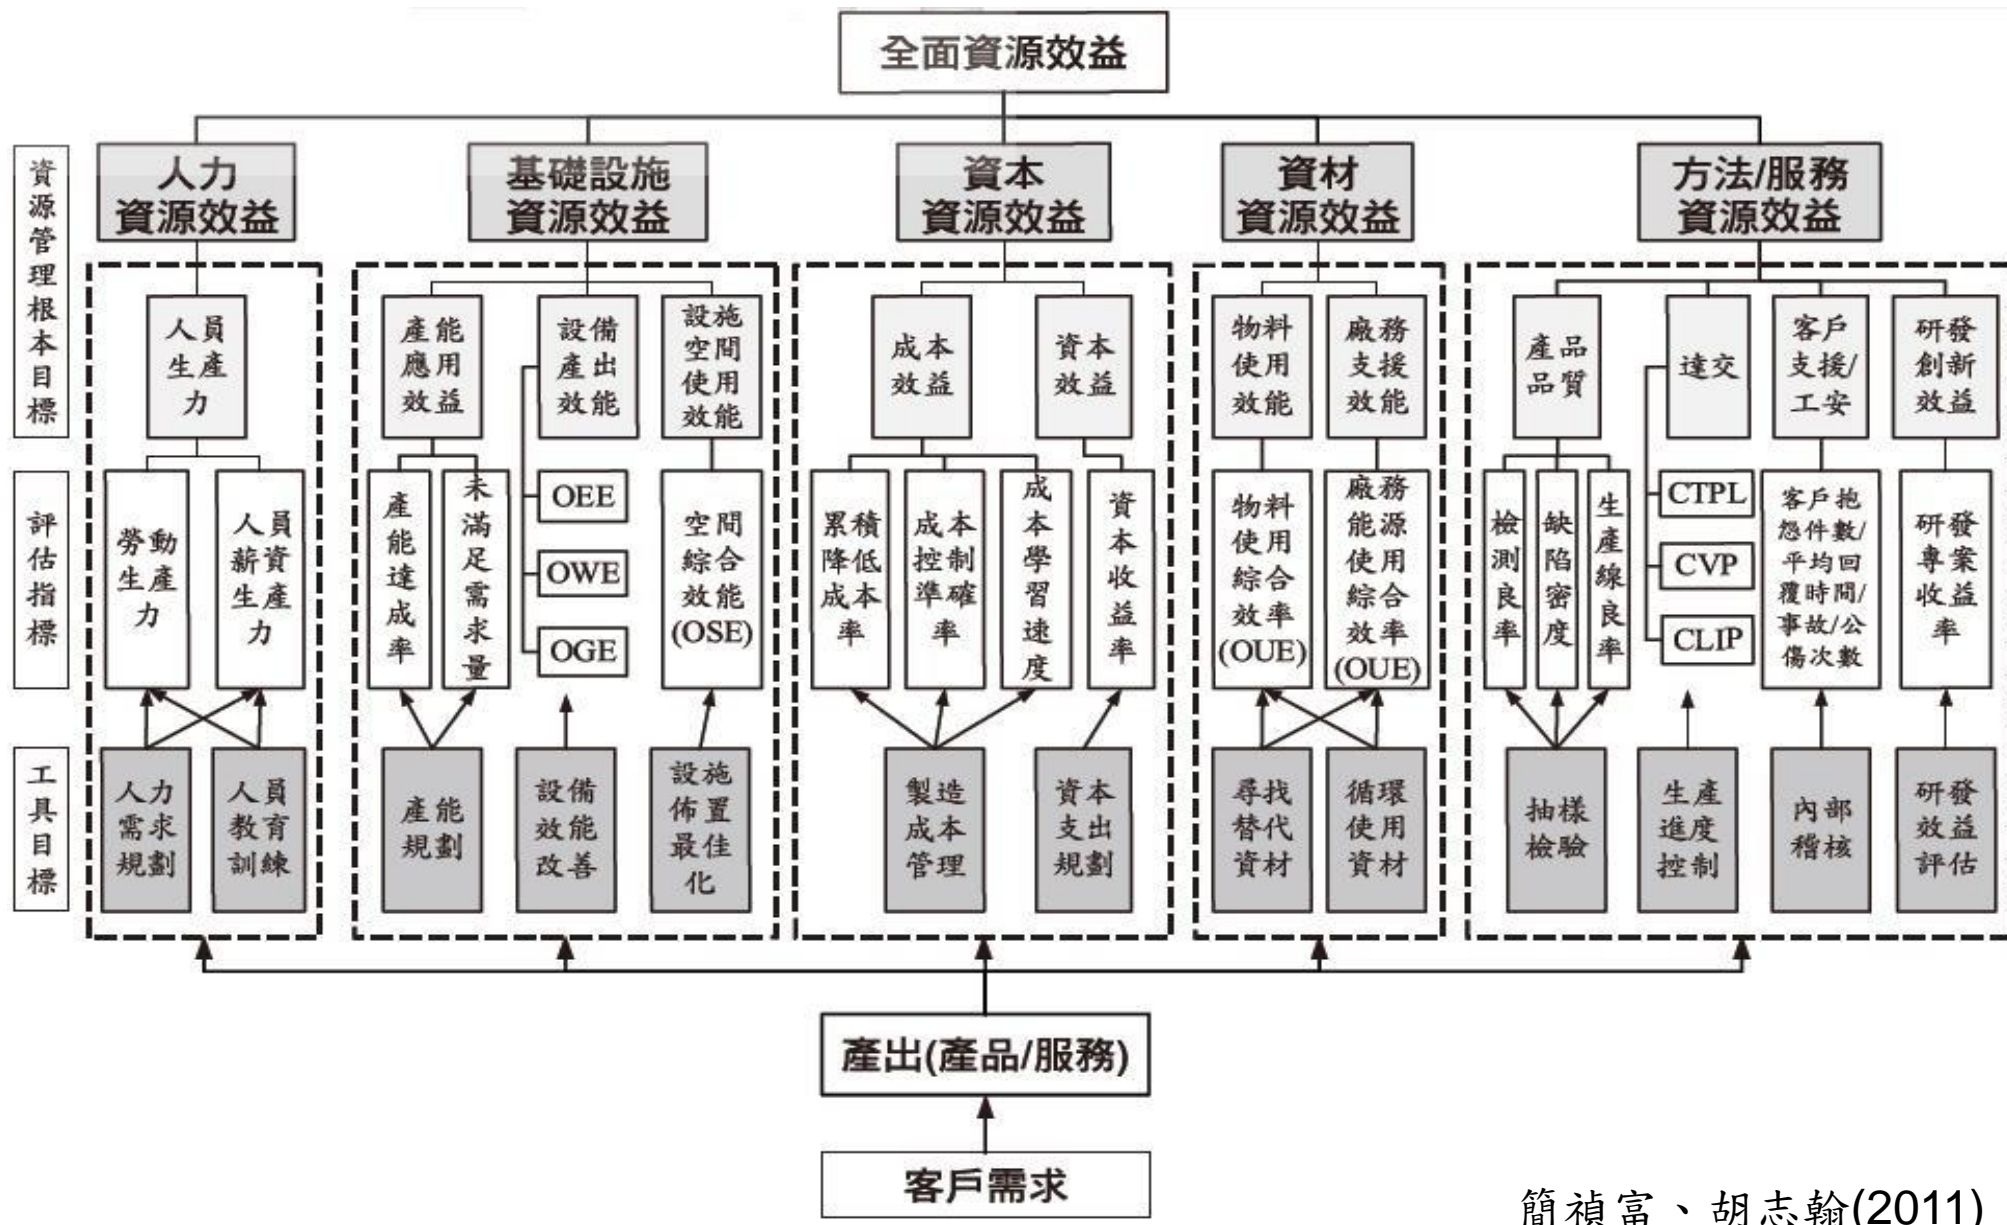 全面資源效益
資源管理根本目標
人力
資源效益
基礎設施
資源效益
資本
資源效益
資材
資源效益
方法/服務
資源效益
人員
生產
力
產能
應用
效益
設備
產出
效能
設施
空間
使用
效能
成本
效益
資本
效益
物料
使用
效能
廠務
支援
效能
產品
品質
達交
客戶
支援/
工安
研發
創新
效益
評估指標
勞動
生產
力
人員
薪資
生產
力
產能達成率
未滿足需求量
OEE
OWE
OGE
空間
綜合
效能
(OSE)
累積
降低
成本
率
成本
控制
準確
率
成本學習速度
資本收益率
物料
使用
綜合
效率
(OUE)
廠務
能源
使用
綜合
效率
(OUE)
檢測良率
缺陷密度
生產線良率
CTPL
CVP
CLIP
客戶抱
怨件數/
平均回
覆時間/
事故/公
傷次數
研發
專案
收益
率
工具目標
人力
需求
規劃
人員
教育
訓練
產能
規劃
設備
效能
改善
設施
佈置
最佳
化
製造
成本
管理
資本
支出
規劃
尋找
替代
資材
循環
使用
資材
抽樣
檢驗
生產
進度
控制
內部
稽核
研發
效益
評估
產出(產品/服務)
客戶需求
簡禎富、胡志翰(2011)